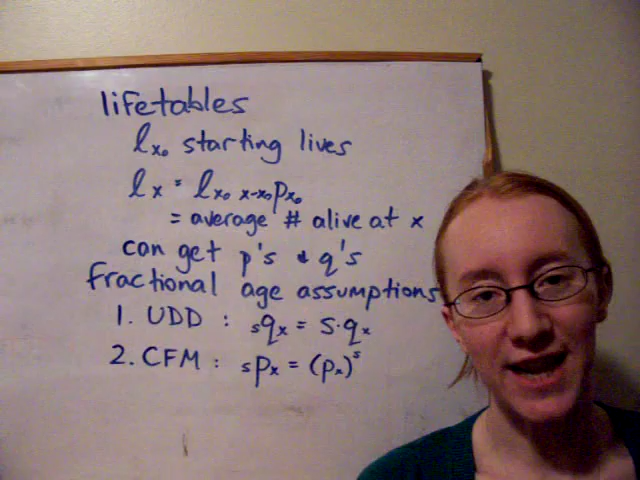 lifetables
lx₀ starting lives
lx = lx₀ x-x₀px₀
= average # alive at x
can get p's & q's
fractional age assumptions
1. UDD : sqx = s·qx
2. CFM : spx = (px)ˢ